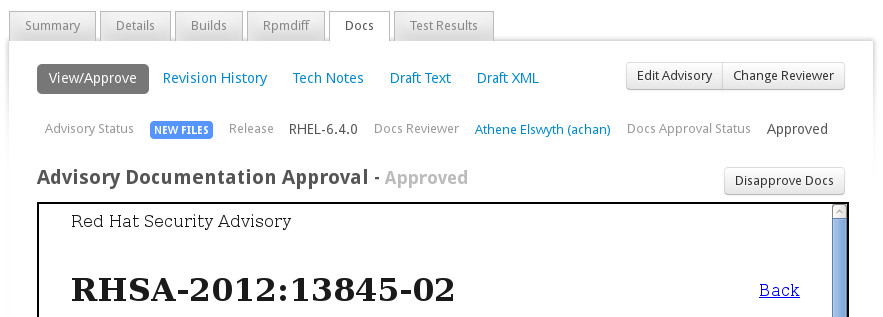 Summary Details Builds Rpmdiff Docs Test Results
View/Approve Revision History Tech Notes Draft Text Draft XML Edit Advisory Change Reviewer
Advisory Status NEW FILES Release RHEL-6.4.0 Docs Reviewer Athene Elswyth (achan) Docs Approval Status Approved
Advisory Documentation Approval - Approved Disapprove Docs
Red Hat Security Advisory
RHSA-2012:13845-02 Back